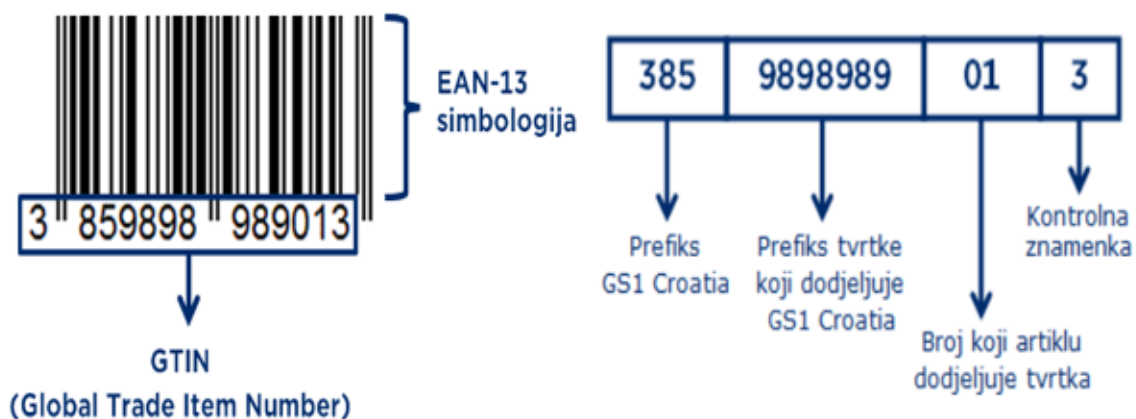 EAN-13
simbologija
3 859898 989013
GTIN
(Global Trade Item Number)
385 9898989 01 3
Prefiks
GS1 Croatia
Prefiks tvrtke
koji dodjeljuje
GS1 Croatia
Broj koji artiklu
dodjeljuje tvrtka
Kontrolna
znamenka